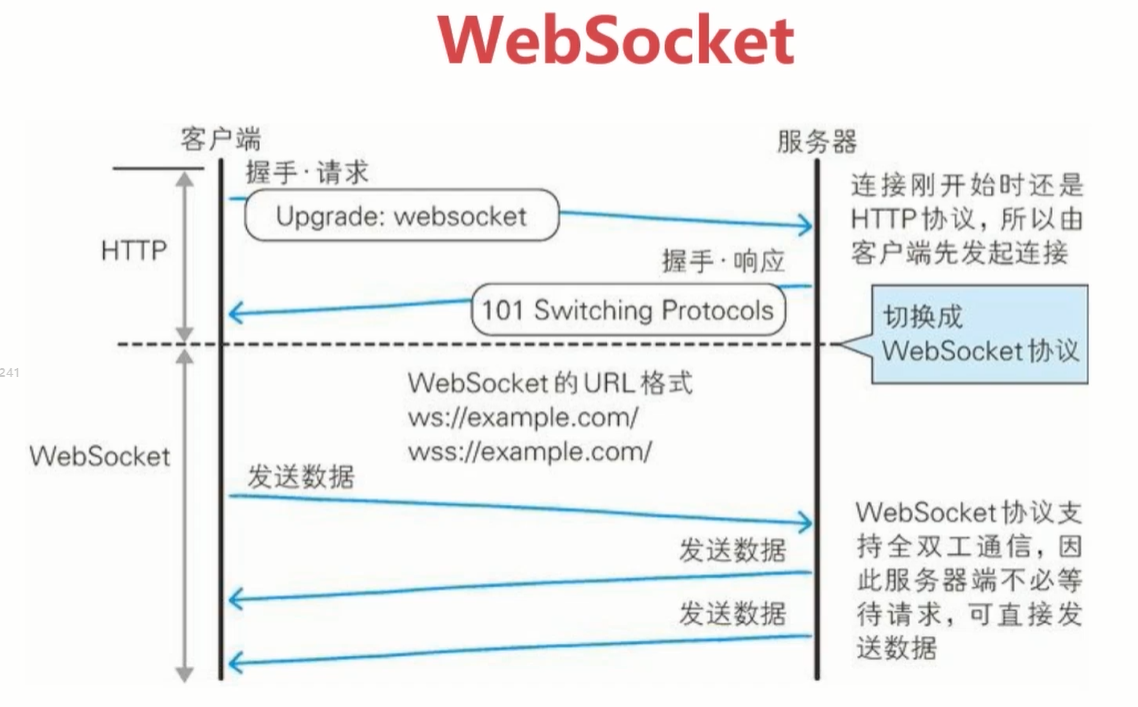 WebSocket
客户端
服务器
握手·请求
Upgrade: websocket
连接刚开始时还是
HTTP协议，所以由
客户端先发起连接
HTTP
握手·响应
101 Switching Protocols
切换成
WebSocket协议
241
WebSocket的URL格式
ws://example.com/
wss://example.com/
WebSocket
发送数据
发送数据
发送数据
WebSocket协议支
持全双工通信，因
此服务器端不必等
待请求，可直接发
送数据